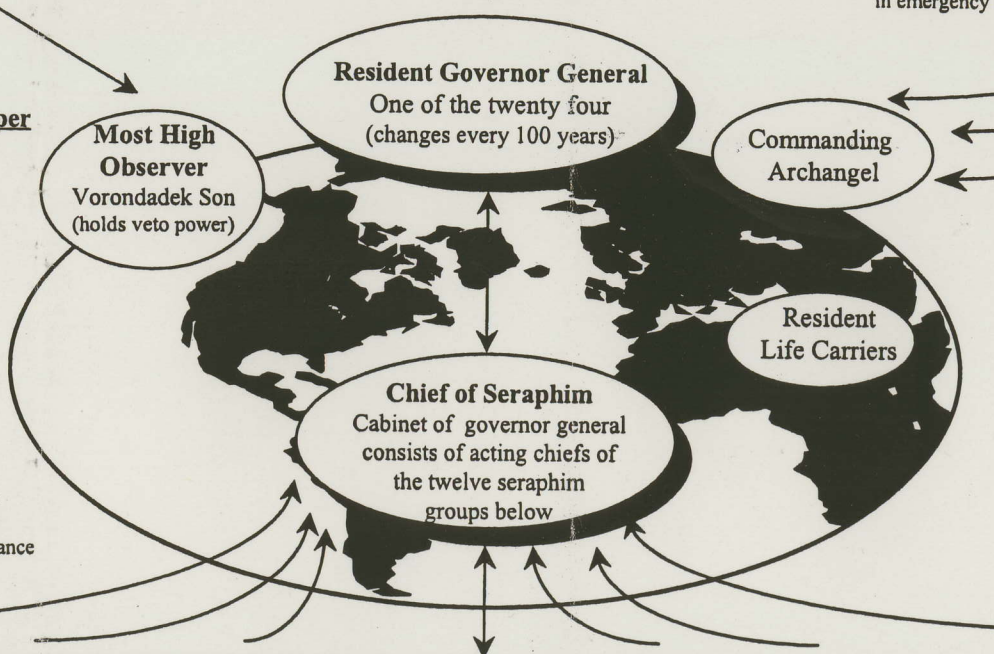 in emergency
Resident Governor General
One of the twenty four
(changes every 100 years)
Most High
Observer
Vorondadek Son
(holds veto power)
Commanding
Archangel
Resident
Life Carriers
Chief of Seraphim
Cabinet of governor general
consists of acting chiefs of
the twelve seraphim
groups below